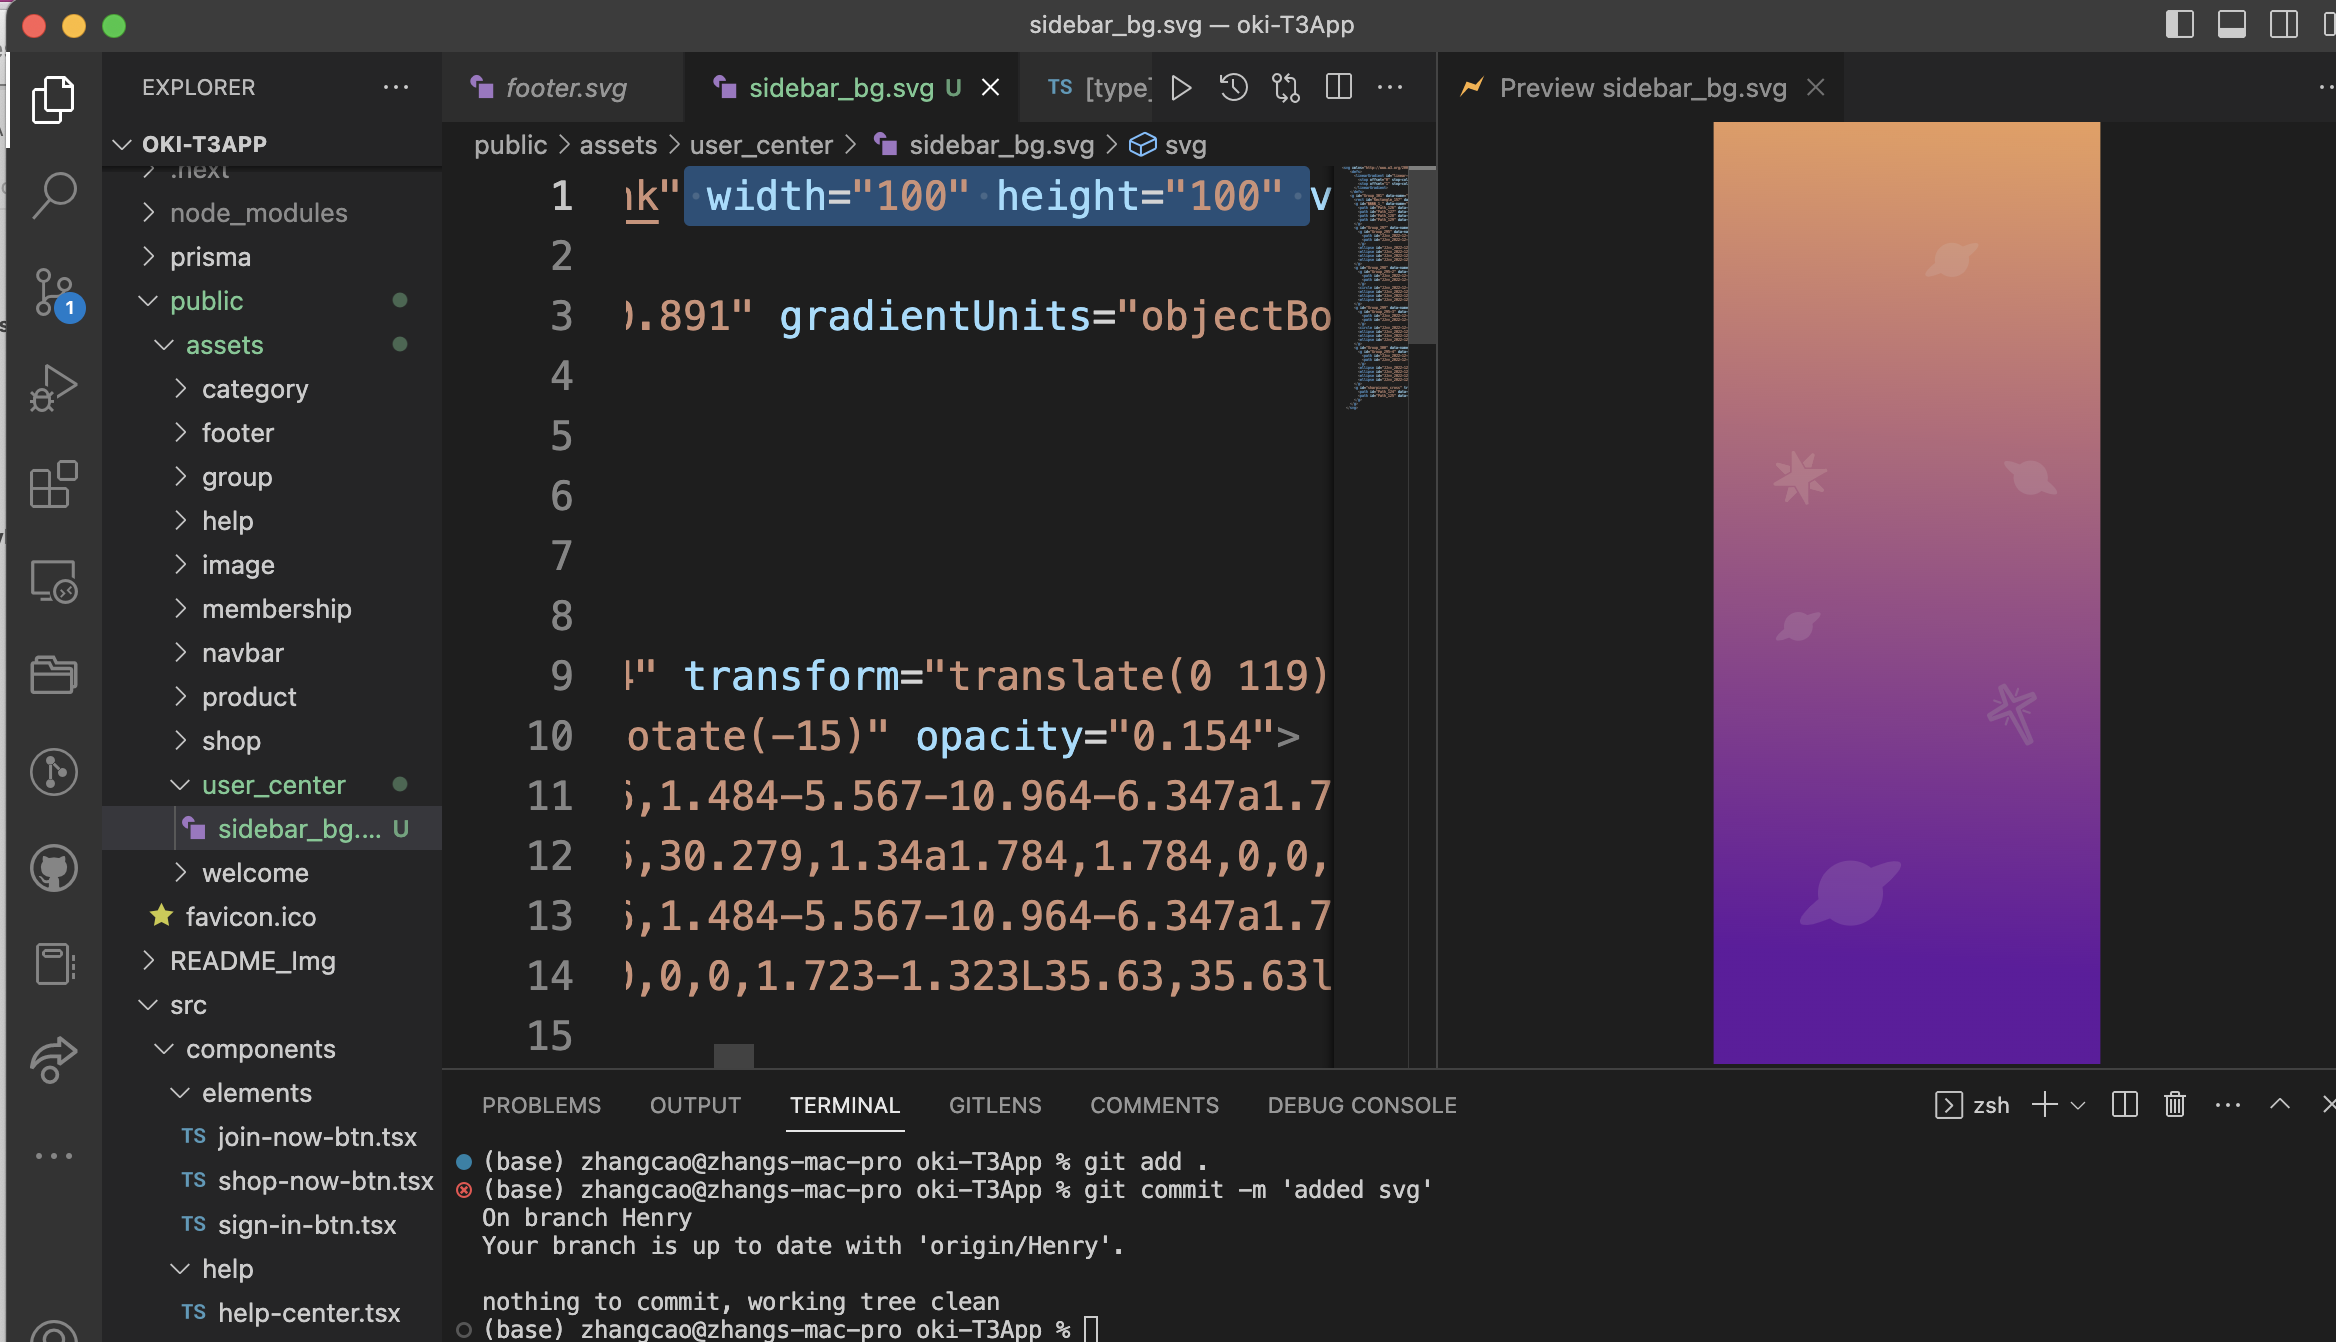 sidebar_bg.svg — oki-T3App
EXPLORER
OKI-T3APP
.next
node_modules
prisma
public
assets
category
footer
group
help
image
membership
navbar
product
shop
user_center
sidebar_bg.... U
welcome
favicon.ico
README_Img
src
components
elements
TS join-now-btn.tsx
TS shop-now-btn.tsx
TS sign-in-btn.tsx
help
TS help-center.tsx
1
footer.svg
sidebar_bg.svg U
TS [type]
public > assets > user_center > sidebar_bg.svg > svg
1 nk" width="100" height="100" v
2
3 0.891" gradientUnits="objectBo
4
5
6
7
8
9 4" transform="translate(0 119)
10 otate(-15)" opacity="0.154">
11 ,1.484-5.567-10.964-6.347a1.7
12 ,30.279,1.34a1.784,1.784,0,0,
13 ,1.484-5.567-10.964-6.347a1.7
14 ,0,0,1.723-1.323L35.63,35.63l
15
Preview sidebar_bg.svg
PROBLEMS OUTPUT TERMINAL GITLENS COMMENTS DEBUG CONSOLE
zsh
(base) zhangcao@zhangs-mac-pro oki-T3App % git add .
(base) zhangcao@zhangs-mac-pro oki-T3App % git commit -m 'added svg'
On branch Henry
Your branch is up to date with 'origin/Henry'.
nothing to commit, working tree clean
(base) zhangcao@zhangs-mac-pro oki-T3App %